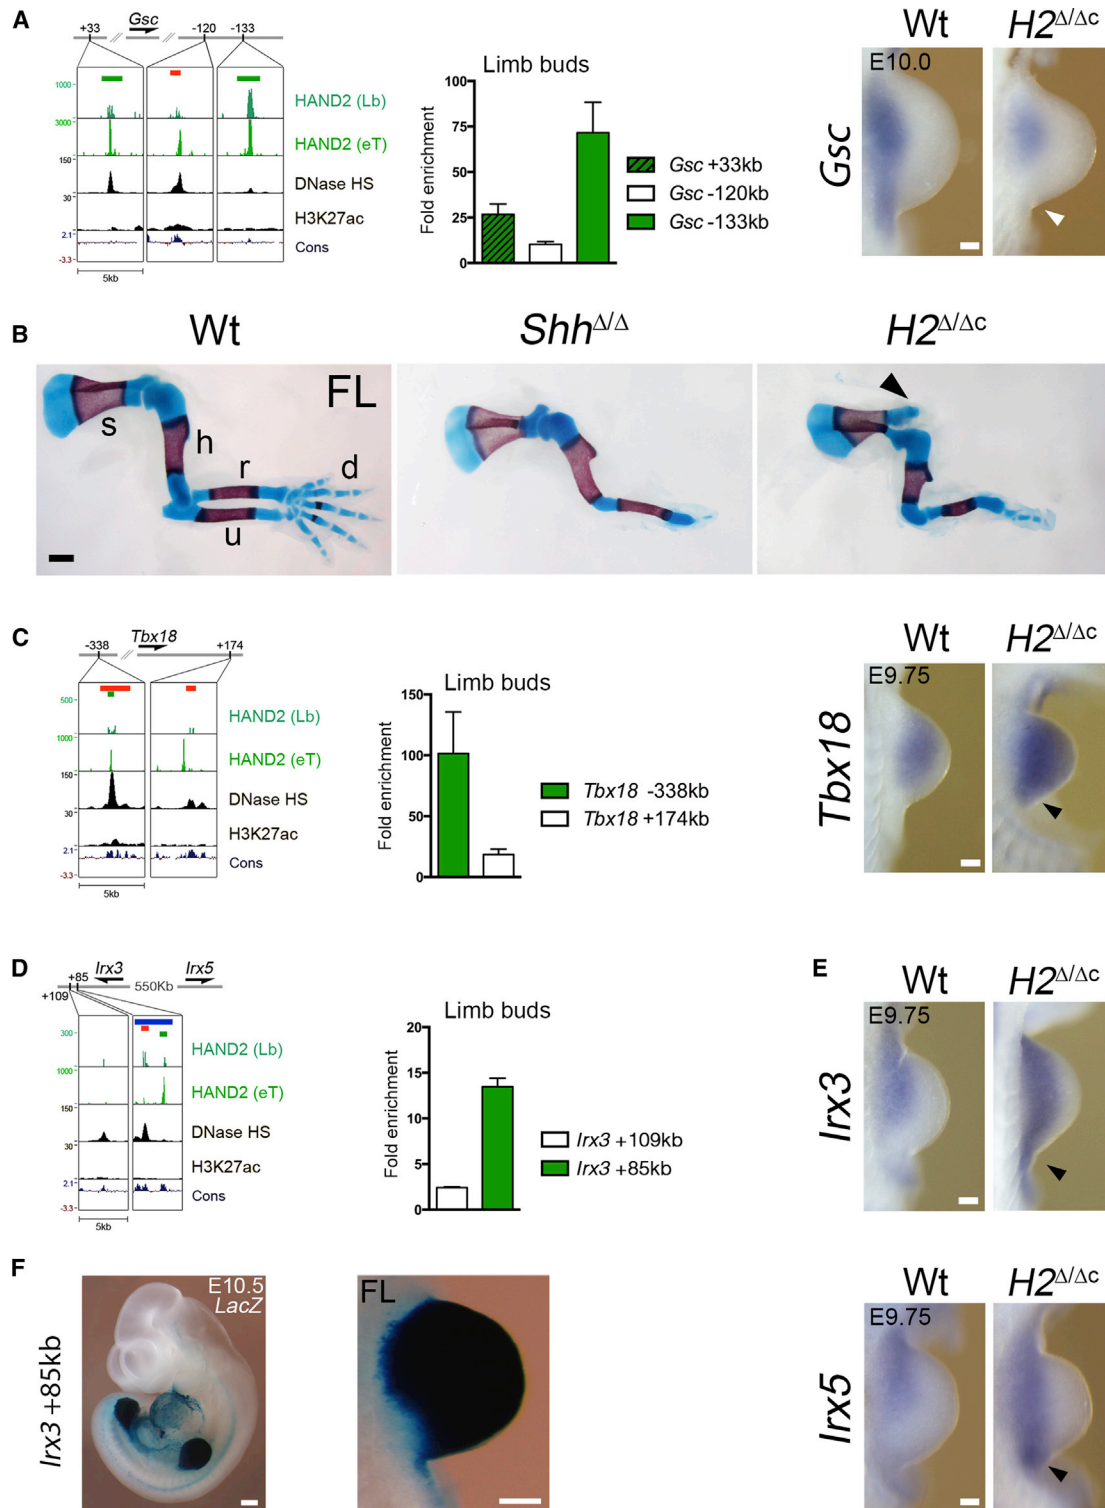 A
Gsc
+33
-120
-133
1000
HAND2 (Lb)
3000
HAND2 (eT)
150
DNase HS
30
H3K27ac
2.1
Cons
-3.3
5kb
Limb buds
Fold enrichment
100
75
50
25
0
Gsc +33kb
Gsc -120kb
Gsc -133kb
Wt
H2Δ/Δc
Gsc
E10.0
B
Wt
ShhΔ/Δ
H2Δ/Δc
FL
s
h
r
d
u
C
Tbx18
-338
+174
500
HAND2 (Lb)
1000
HAND2 (eT)
150
DNase HS
30
H3K27ac
2.1
Cons
-3.3
5kb
Limb buds
Fold enrichment
150
100
50
0
Tbx18 -338kb
Tbx18 +174kb
Wt
H2Δ/Δc
Tbx18
E9.75
D
Irx3
Irx5
+85
+109
550Kb
300
HAND2 (Lb)
1000
HAND2 (eT)
150
DNase HS
30
H3K27ac
2.1
Cons
-3.3
5kb
Limb buds
Fold enrichment
20
15
10
5
0
Irx3 +109kb
Irx3 +85kb
E
Wt
H2Δ/Δc
Irx3
E9.75
F
Irx3 +85kb
E10.5
LacZ
FL
Wt
H2Δ/Δc
Irx5
E9.75